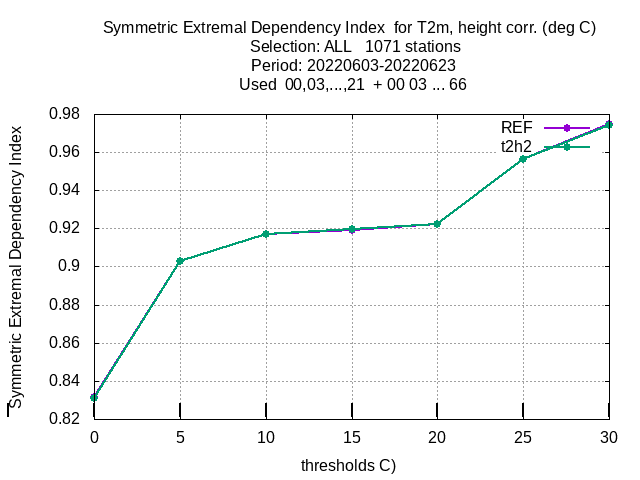 Symmetric Extremal Dependency Index  for T2m, height corr. (deg C)
Selection: ALL   1071 stations
Period: 20220603-20220623
Used  00,03,...,21  + 00 03 ... 66
Symmetric Extremal Dependency Index
0.98
0.96
0.94
0.92
0.9
0.88
0.86
0.84
0.82
REF
t2h2
0 5 10 15 20 25 30
thresholds C)